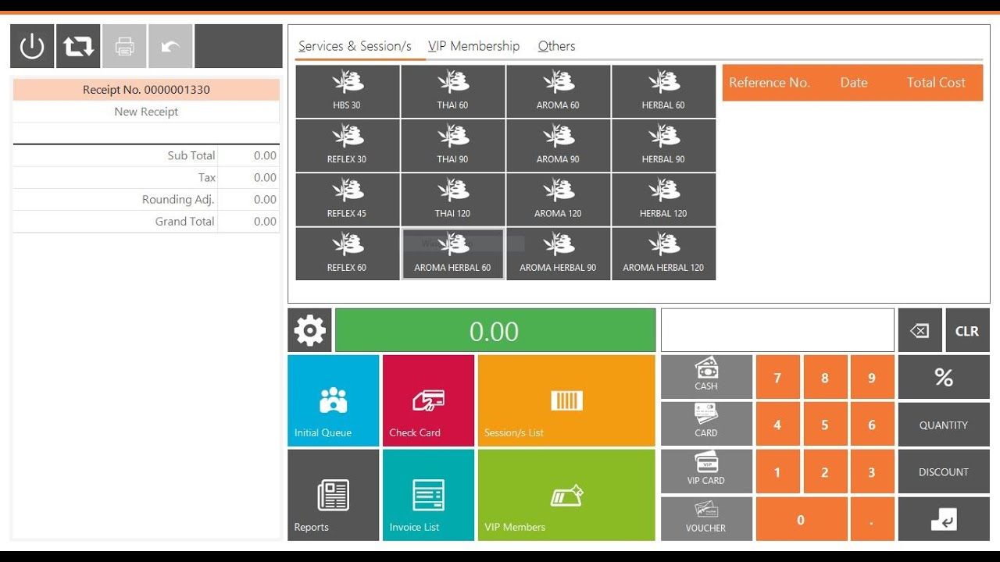 Receipt No. 0000001330
New Receipt
Sub Total 0.00
Tax 0.00
Rounding Adj. 0.00
Grand Total 0.00
Services & Session/s VIP Membership Others
HBS 30 THAI 60 AROMA 60 HERBAL 60
REFLEX 30 THAI 90 AROMA 90 HERBAL 90
REFLEX 45 THAI 120 AROMA 120 HERBAL 120
REFLEX 60 AROMA HERBAL 60 AROMA HERBAL 90 AROMA HERBAL 120
Reference No. Date Total Cost
0.00
CLR
Initial Queue Check Card Session/s List
Reports Invoice List VIP Members
CASH 7 8 9 %
CARD 4 5 6 QUANTITY
VIP
VIP CARD 1 2 3 DISCOUNT
VOUCHER 0 .